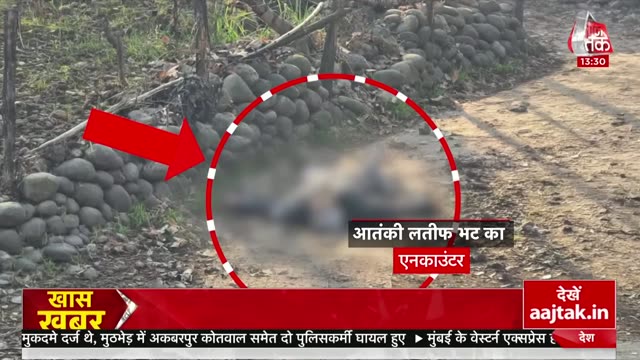 तक
13:30
आतंकी लतीफ भट का
एनकाउंटर
खास
खबर
देखें
aajtak.in
मुकदमे दर्ज थे, मुठभेड़ में अकबरपुर कोतवाल समेत दो पुलिसकर्मी घायल हुए ▶ मुंबई के वेस्टर्न एक्सप्रेस
देश